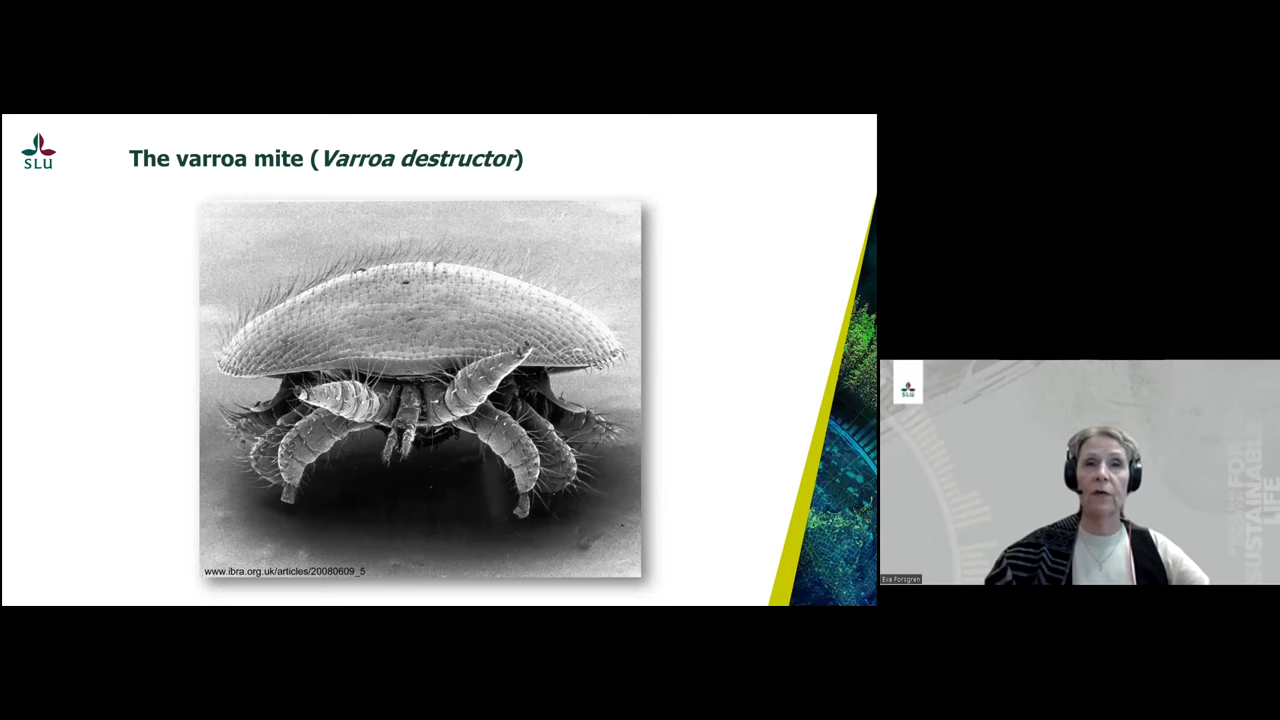 SLU
The varroa mite (Varroa destructor)
www.ibra.org.uk/articles/20080609_5
SLU
FOR
SUSTAINABLE
LIFE
Eva Forsgren